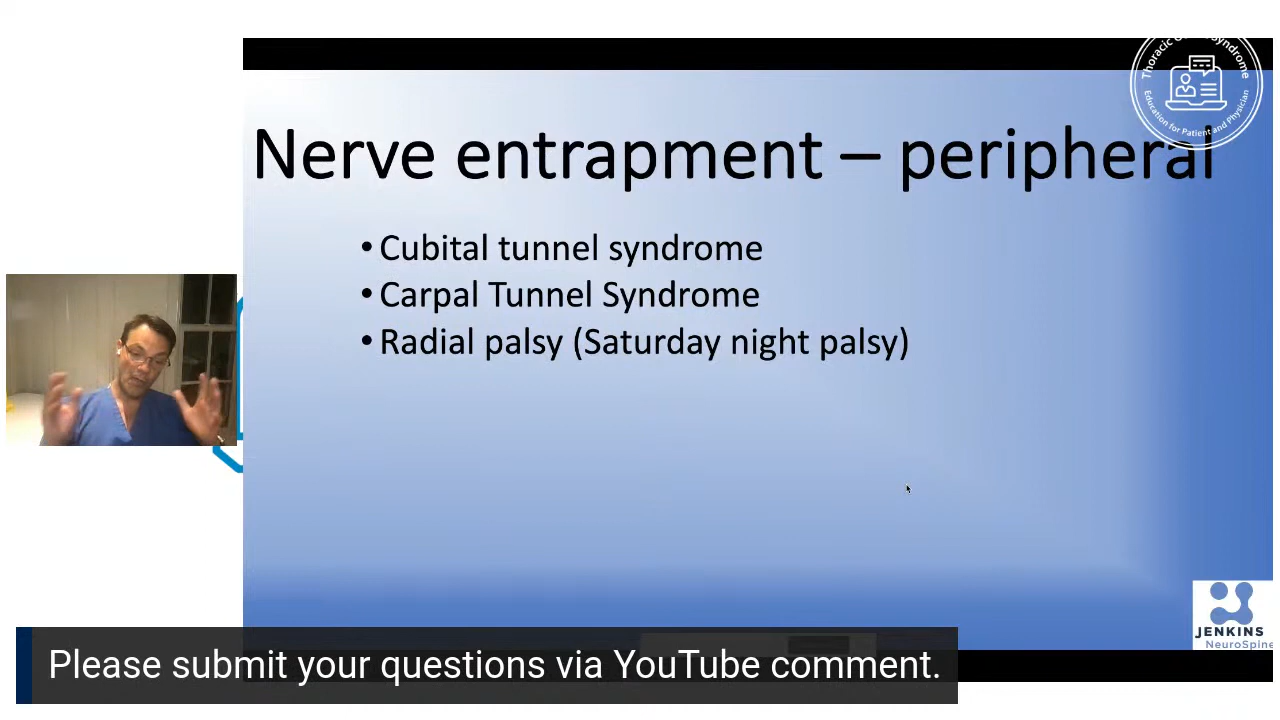 Thoracic Syndrome
Education for Patient and Physician
Nerve entrapment – peripheral
• Cubital tunnel syndrome
• Carpal Tunnel Syndrome
• Radial palsy (Saturday night palsy)
JENKINS
NeuroSpine
Please submit your questions via YouTube comment.